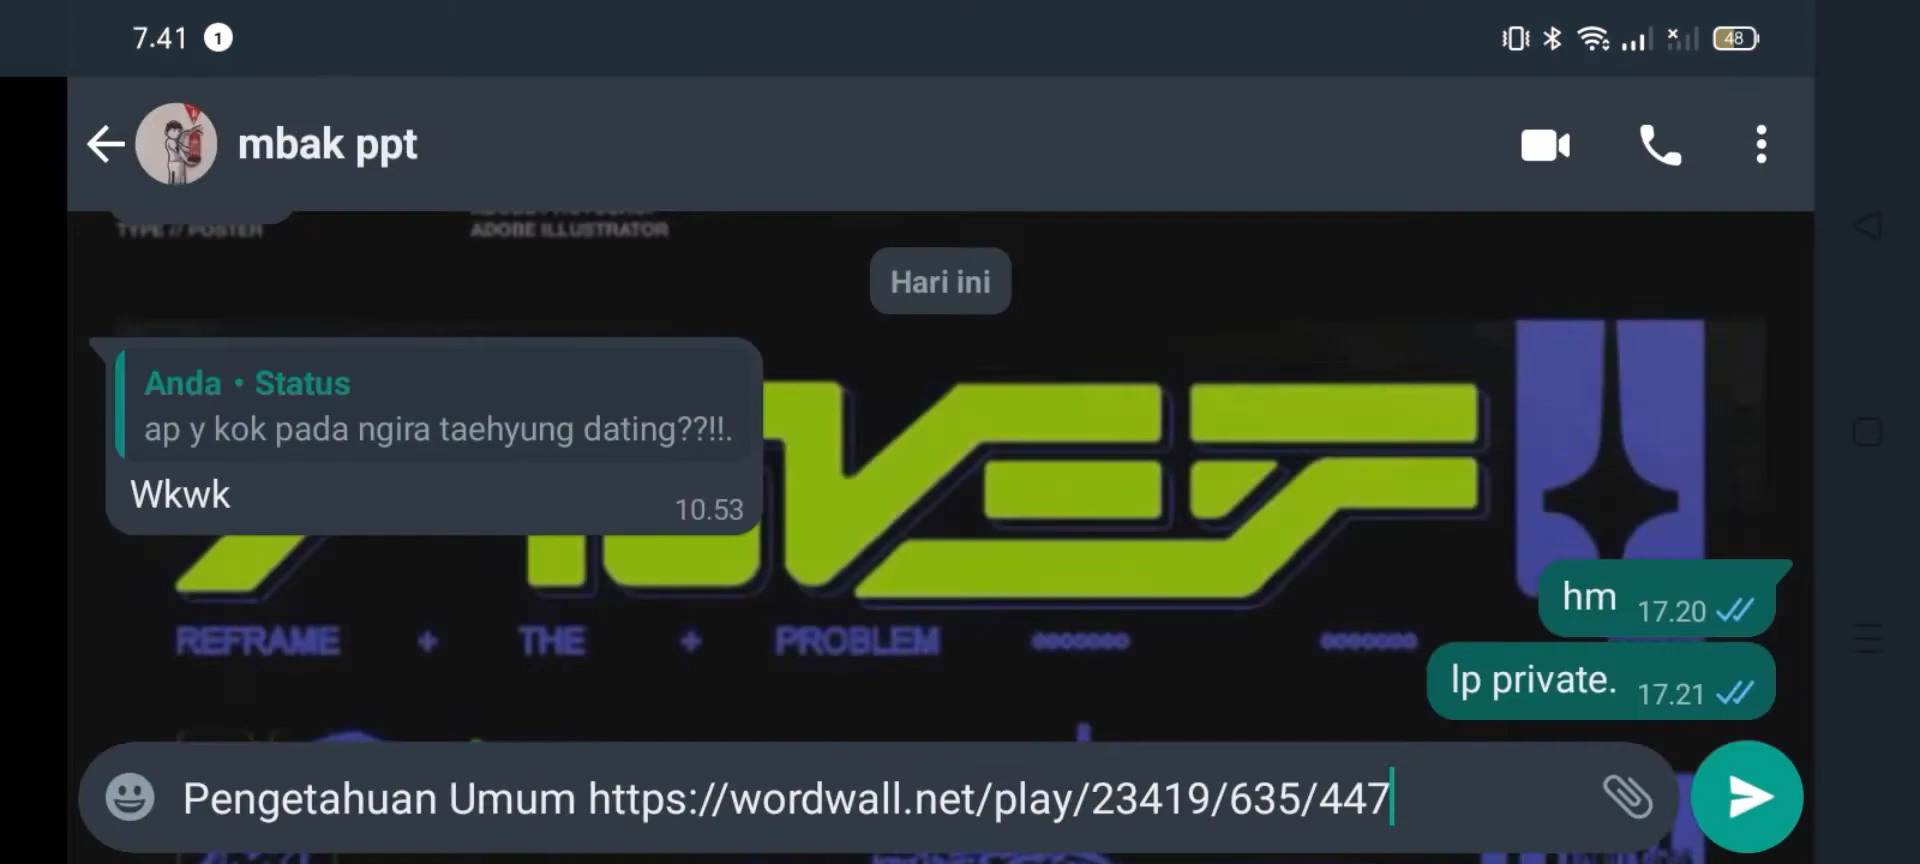 7.41 1
48
mbak ppt
TYPE // POSTER
ADOBE ILLUSTRATOR
Hari ini
Anda • Status
ap y kok pada ngira taehyung dating??!!.
Wkwk
10.53
REFRAME + THE + PROBLEM
hm 17.20
lp private. 17.21
Pengetahuan Umum https://wordwall.net/play/23419/635/447